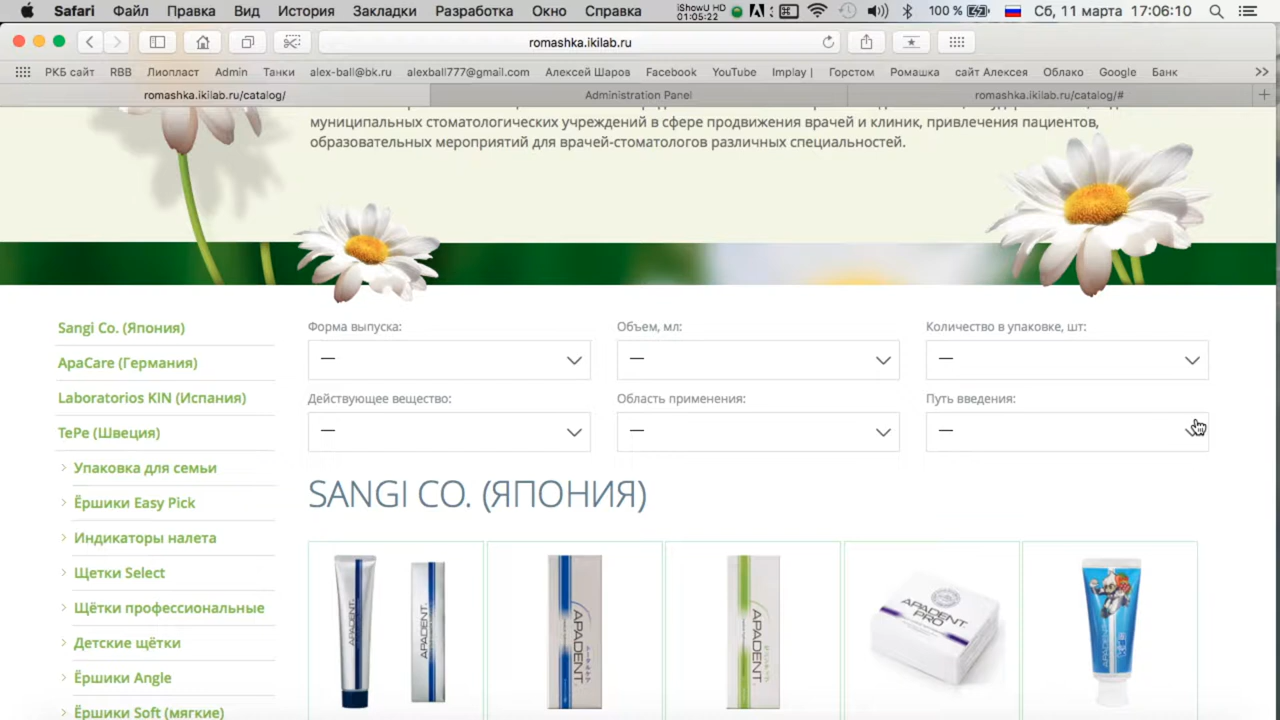 Safari Файл Правка Вид История Закладки Разработка Окно Справка iShowU HD 01:05:22 100 % Сб, 11 марта 17:06:10
romashka.ikilab.ru
РКБ сайт RBB Лиопласт Admin Танки alex-ball@bk.ru alexball777@gmail.com Алексей Шаров Facebook YouTube Implay | Горстом Ромашка сайт Алексея Облако Google Банк
romashka.ikilab.ru/catalog/ Administration Panel romashka.ikilab.ru/catalog/#
муниципальных стоматологических учреждений в сфере продвижения врачей и клиник, привлечения пациентов,
образовательных мероприятий для врачей-стоматологов различных специальностей.
Sangi Co. (Япония)
ApaCare (Германия)
Laboratorios KIN (Испания)
TePe (Швеция)
Упаковка для семьи
Ёршики Easy Pick
Индикаторы налета
Щетки Select
Щётки профессиональные
Детские щётки
Ёршики Angle
Ёршики Soft (мягкие)
Форма выпуска: Объем, мл: Количество в упаковке, шт:
— — —
Действующее вещество: Область применения: Путь введения:
— — —
SANGI CO. (ЯПОНИЯ)
APADENT
APADENT
APADENT
APADENT
APADENT PRO